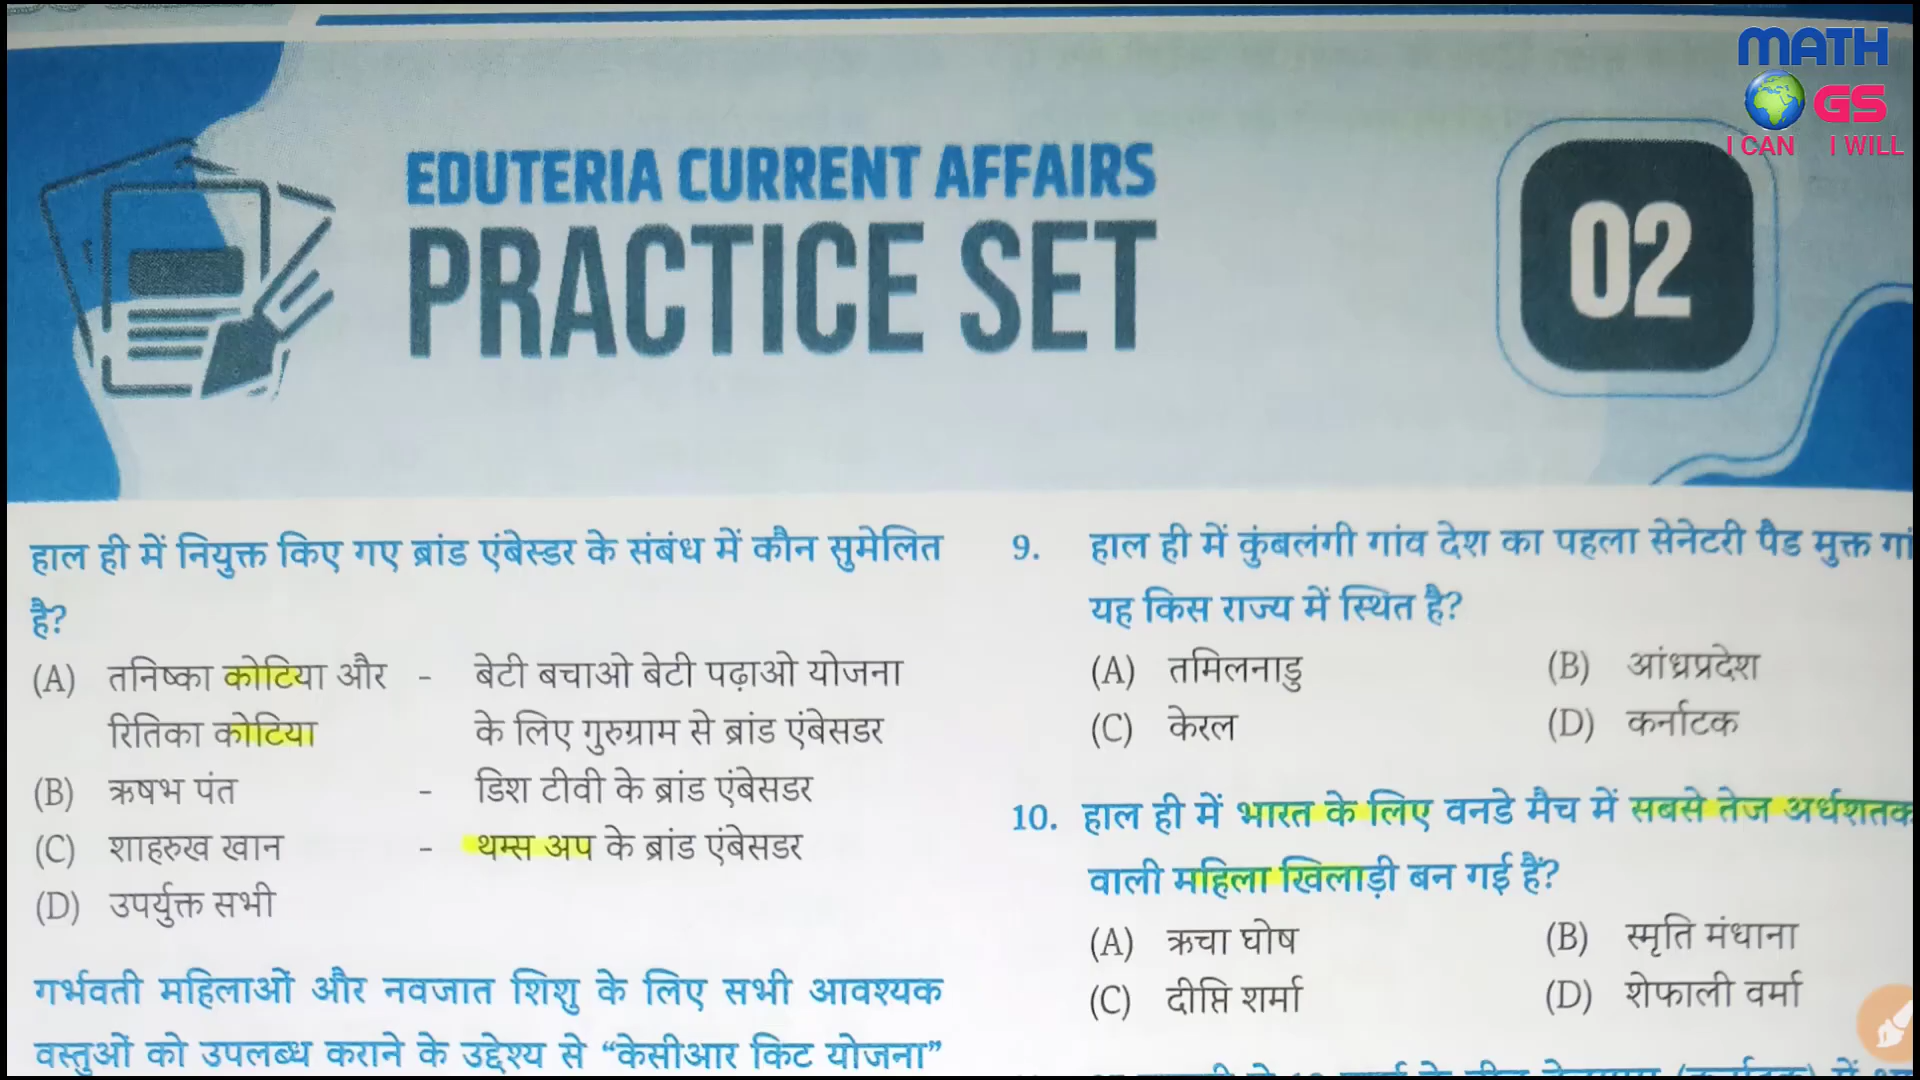 MATH
GS
I CAN I WILL
EDUTERIA CURRENT AFFAIRS
PRACTICE SET
02
हाल ही में नियुक्त किए गए ब्रांड एंबेस्डर के संबंध में कौन सुमेलित
है?
(A) तनिष्का कोटिया और - बेटी बचाओ बेटी पढ़ाओ योजना
रितिका कोटिया के लिए गुरुग्राम से ब्रांड एंबेसडर
(B) ऋषभ पंत - डिश टीवी के ब्रांड एंबेसडर
(C) शाहरुख खान - थम्स अप के ब्रांड एंबेसडर
(D) उपर्युक्त सभी
गर्भवती महिलाओं और नवजात शिशु के लिए सभी आवश्यक
वस्तुओं को उपलब्ध कराने के उद्देश्य से “केसीआर किट योजना”
9. हाल ही में कुंबलंगी गांव देश का पहला सेनेटरी पैड मुक्त
यह किस राज्य में स्थित है?
(A) तमिलनाडु (B) आंध्रप्रदेश
(C) केरल (D) कर्नाटक
10. हाल ही में भारत के लिए वनडे मैच में सबसे तेज अर्धशतक
वाली महिला खिलाड़ी बन गई हैं?
(A) ऋचा घोष (B) स्मृति मंधाना
(C) दीप्ति शर्मा (D) शेफाली वर्मा